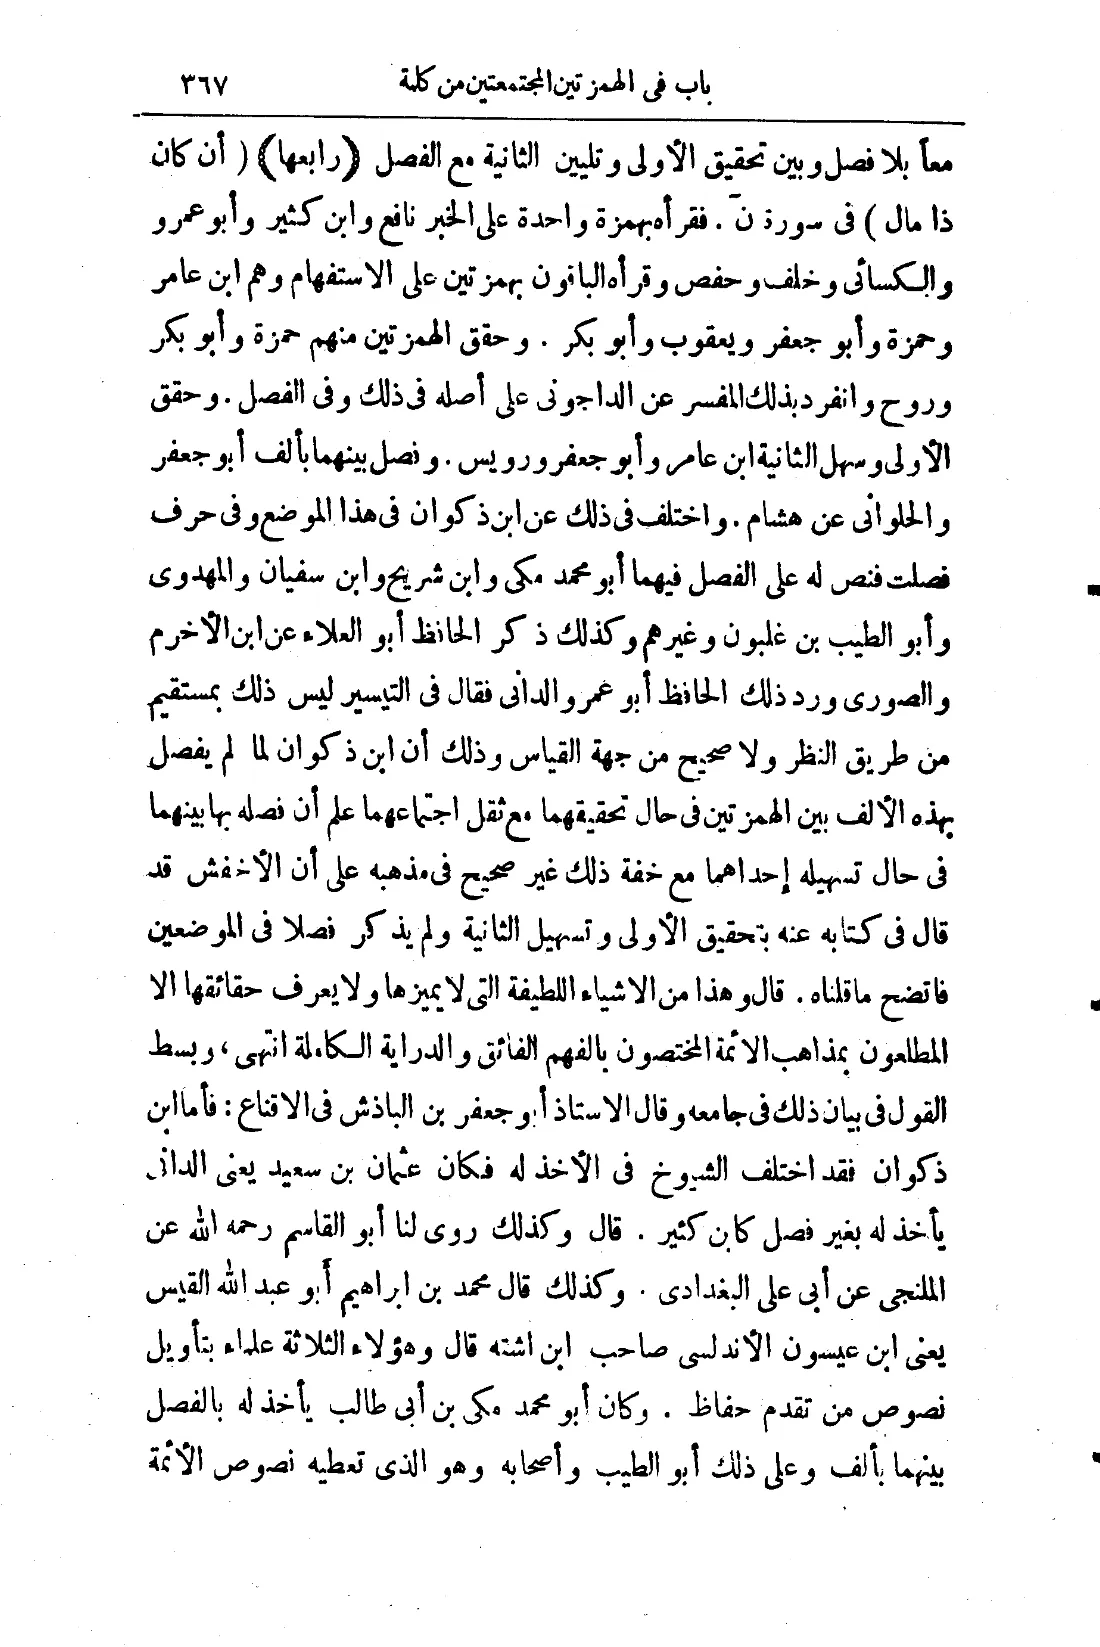 باب فى الهمزتين المجتمعتين من كلمة ٣٦٧
معاً بلا فصل وبين تحقيق الأولى وتليين الثانية مع الفصل (رابعها) ( أن كان
ذا مال ) فى سورة نٓ . فقرأه بهمزة واحدة على الخبر نافع وابن كثير وأبو عمرو
والكسائى وخلف وحفص وقرأه الباقون بهمزتين على الاستفهام وهم ابن عامر
وحمزة وأبو جعفر ويعقوب وأبو بكر . وحقق الهمزتين منهم حمزة وأبو بكر
وروح وانفرد بذلك المفسر عن الداجونى على أصله فى ذلك وفى الفصل . وحقق
الأولى وسهل الثانية ابن عامر وأبو جعفر ورويس . وفصل بينهما بألف أبو جعفر
والحلوانى عن هشام . واختلف فى ذلك عن ابن ذكوان فى هذا الموضع وفى حرف
فصلت فنص له على الفصل فيهما أبو محمد مكى وابن شريح وابن سفيان والمهدوى
وأبو الطيب بن غلبون وغيرهم وكذلك ذكر الحافظ أبو العلاء عن ابن الأخرم
والصورى ورد ذلك الحافظ أبو عمرو الدانى فقال فى التيسير ليس ذلك بمستقيم
من طريق النظر ولا صحيح من جهة القياس وذلك أن ابن ذكوان لما لم يفصل
بهذه الألف بين الهمزتين فى حال تحقيقهما مع ثقل اجتماعهما علم أن فصله بها بينهما
فى حال تسهيله إحداهما مع خفة ذلك غير صحيح فى مذهبه على أن الأخفش قد
قال فى كتابه عنه بتحقيق الأولى وتسهيل الثانية ولم يذكر فصلا فى الموضعين
فاتضح ماقلناه . قال وهذا من الاشياء اللطيفة التى لا يميزها ولا يعرف حقائقها الا
المطلعون بمذاهب الائمة المختصون بالفهم الفائق والدراية الكاملة انتهى ، وبسط
القول فى بيان ذلك فى جامعه وقال الاستاذ أبو جعفر بن الباذش فى الاقناع : فأما ابن
ذكوان فقد اختلف الشيوخ فى الأخذ له فكان عثمان بن سعيد يعنى الدانى
يأخذ له بغير فصل كابن كثير . قال وكذلك روى لنا أبو القاسم رحمه الله عن
الملنجى عن أبى على البغدادى . وكذلك قال محمد بن ابراهيم أبو عبد الله القيس
يعنى ابن عيسون الأندلسى صاحب ابن اشته قال وهؤلاء الثلاثة علماء بتأويل
نصوص من تقدم حفاظ . وكان أبو محمد مكى بن أبى طالب يأخذ له بالفصل
بينهما بألف وعلى ذلك أبو الطيب وأصحابه وهو الذى تعطيه نصوص الأئمة